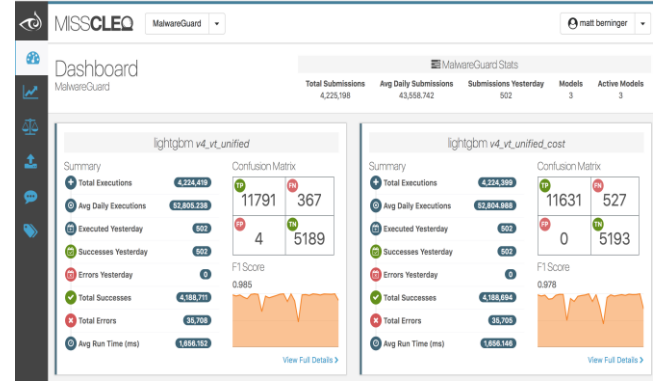 MISSCLEO
MalwareGuard
matt berninger
Dashboard
MalwareGuard
MalwareGuard Stats
Total Submissions Avg Daily Submissions Submissions Yesterday Models Active Models
4,225,198 43,558.742 502 3 3
lightgbm v4_vt_unified
Summary
Total Executions 4,224,419
Avg Daily Executions 52,805.238
Executed Yesterday 502
Successes Yesterday 502
Errors Yesterday 0
Total Successes 4,188,711
Total Errors 35,708
Avg Run Time (ms) 1,656.152
Confusion Matrix
TP 11791 FN 367
FP 4 TN 5189
F1 Score
0.985
View Full Details
lightgbm v4_vt_unified_cost
Summary
Total Executions 4,224,399
Avg Daily Executions 52,804.988
Executed Yesterday 502
Successes Yesterday 502
Errors Yesterday 0
Total Successes 4,188,694
Total Errors 35,705
Avg Run Time (ms) 1,656.146
Confusion Matrix
TP 11631 FN 527
FP 0 TN 5193
F1 Score
0.978
View Full Details